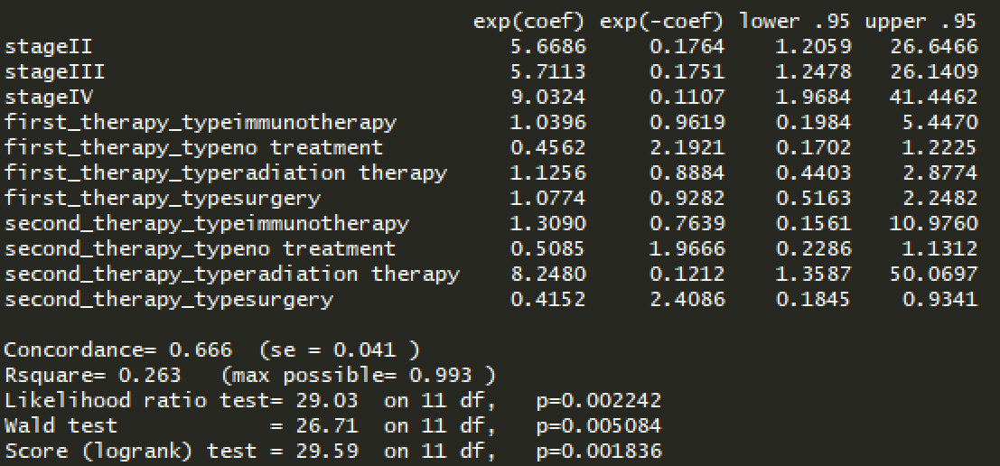 exp(coef) exp(-coef) lower .95 upper .95
stageII 5.6686 0.1764 1.2059 26.6466
stageIII 5.7113 0.1751 1.2478 26.1409
stageIV 9.0324 0.1107 1.9684 41.4462
first_therapy_typeimmunotherapy 1.0396 0.9619 0.1984 5.4470
first_therapy_typeno treatment 0.4562 2.1921 0.1702 1.2225
first_therapy_typeradiation therapy 1.1256 0.8884 0.4403 2.8774
first_therapy_typesurgery 1.0774 0.9282 0.5163 2.2482
second_therapy_typeimmunotherapy 1.3090 0.7639 0.1561 10.9760
second_therapy_typeno treatment 0.5085 1.9666 0.2286 1.1312
second_therapy_typeradiation therapy 8.2480 0.1212 1.3587 50.0697
second_therapy_typesurgery 0.4152 2.4086 0.1845 0.9341
Concordance= 0.666 (se = 0.041 )
Rsquare= 0.263 (max possible= 0.993 )
Likelihood ratio test= 29.03 on 11 df, p=0.002242
Wald test = 26.71 on 11 df, p=0.005084
Score (logrank) test = 29.59 on 11 df, p=0.001836